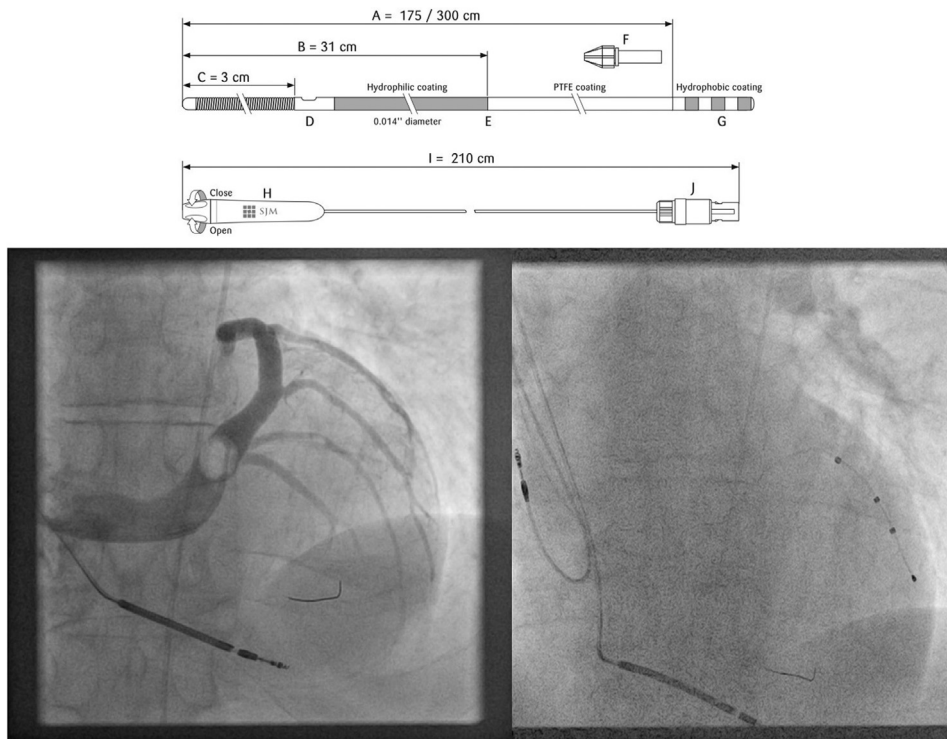 A = 175 / 300 cm
B = 31 cm
F
C = 3 cm
Hydrophilic coating
PTFE coating
Hydrophobic coating
D
0.014'' diameter
E
G
I = 210 cm
Close
H
J
SJM
Open